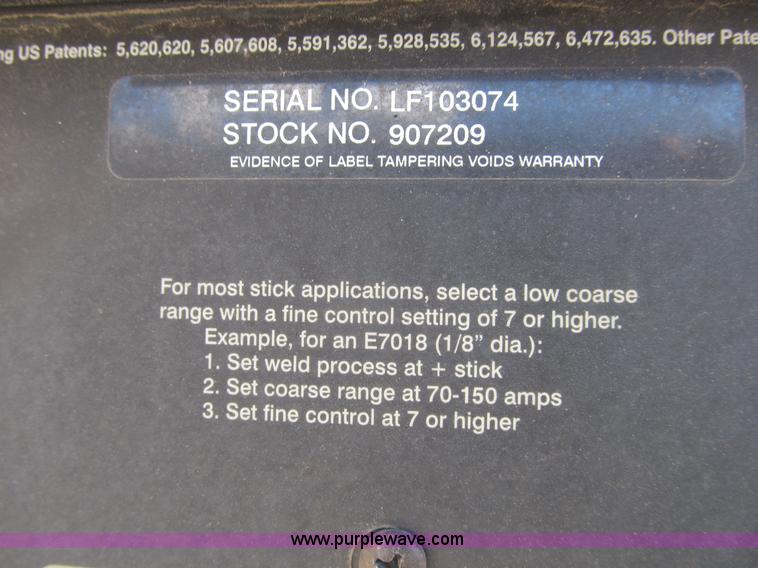 US Patents: 5,620,620, 5,607,608, 5,591,362, 5,928,535, 6,124,567, 6,472,635. Other
SERIAL NO. LF103074
STOCK NO. 907209
EVIDENCE OF LABEL TAMPERING VOIDS WARRANTY
For most stick applications, select a low coarse
range with a fine control setting of 7 or higher.
Example, for an E7018 (1/8" dia.):
1. Set weld process at + stick
2. Set coarse range at 70-150 amps
3. Set fine control at 7 or higher
www.purplewave.com